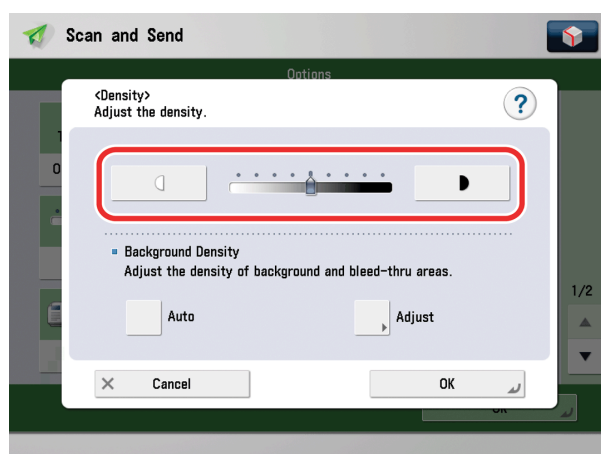 Scan and Send
Options
<Density>
Adjust the density.
?
Background Density
Adjust the density of background and bleed-thru areas.
Auto
Adjust
1/2
Cancel
OK